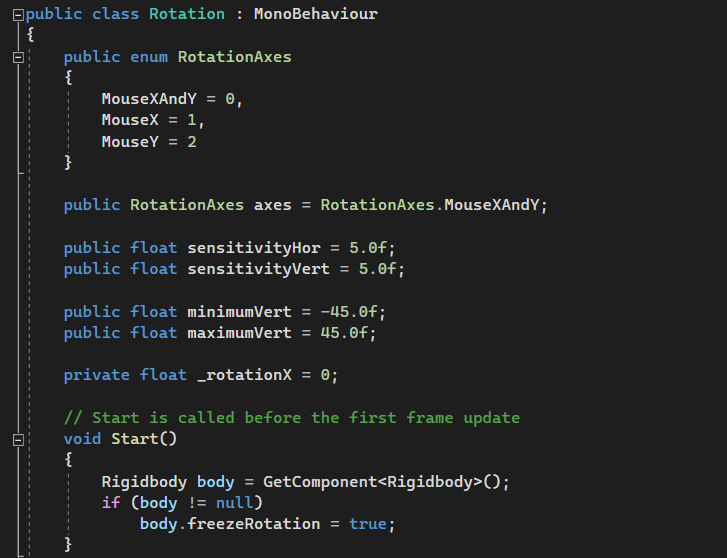 public class Rotation : MonoBehaviour
{
public enum RotationAxes
{
MouseXAndY = 0,
MouseX = 1,
MouseY = 2
}
public RotationAxes axes = RotationAxes.MouseXAndY;
public float sensitivityHor = 5.0f;
public float sensitivityVert = 5.0f;
public float minimumVert = -45.0f;
public float maximumVert = 45.0f;
private float _rotationX = 0;
// Start is called before the first frame update
void Start()
{
Rigidbody body = GetComponent<Rigidbody>();
if (body != null)
body.freezeRotation = true;
}